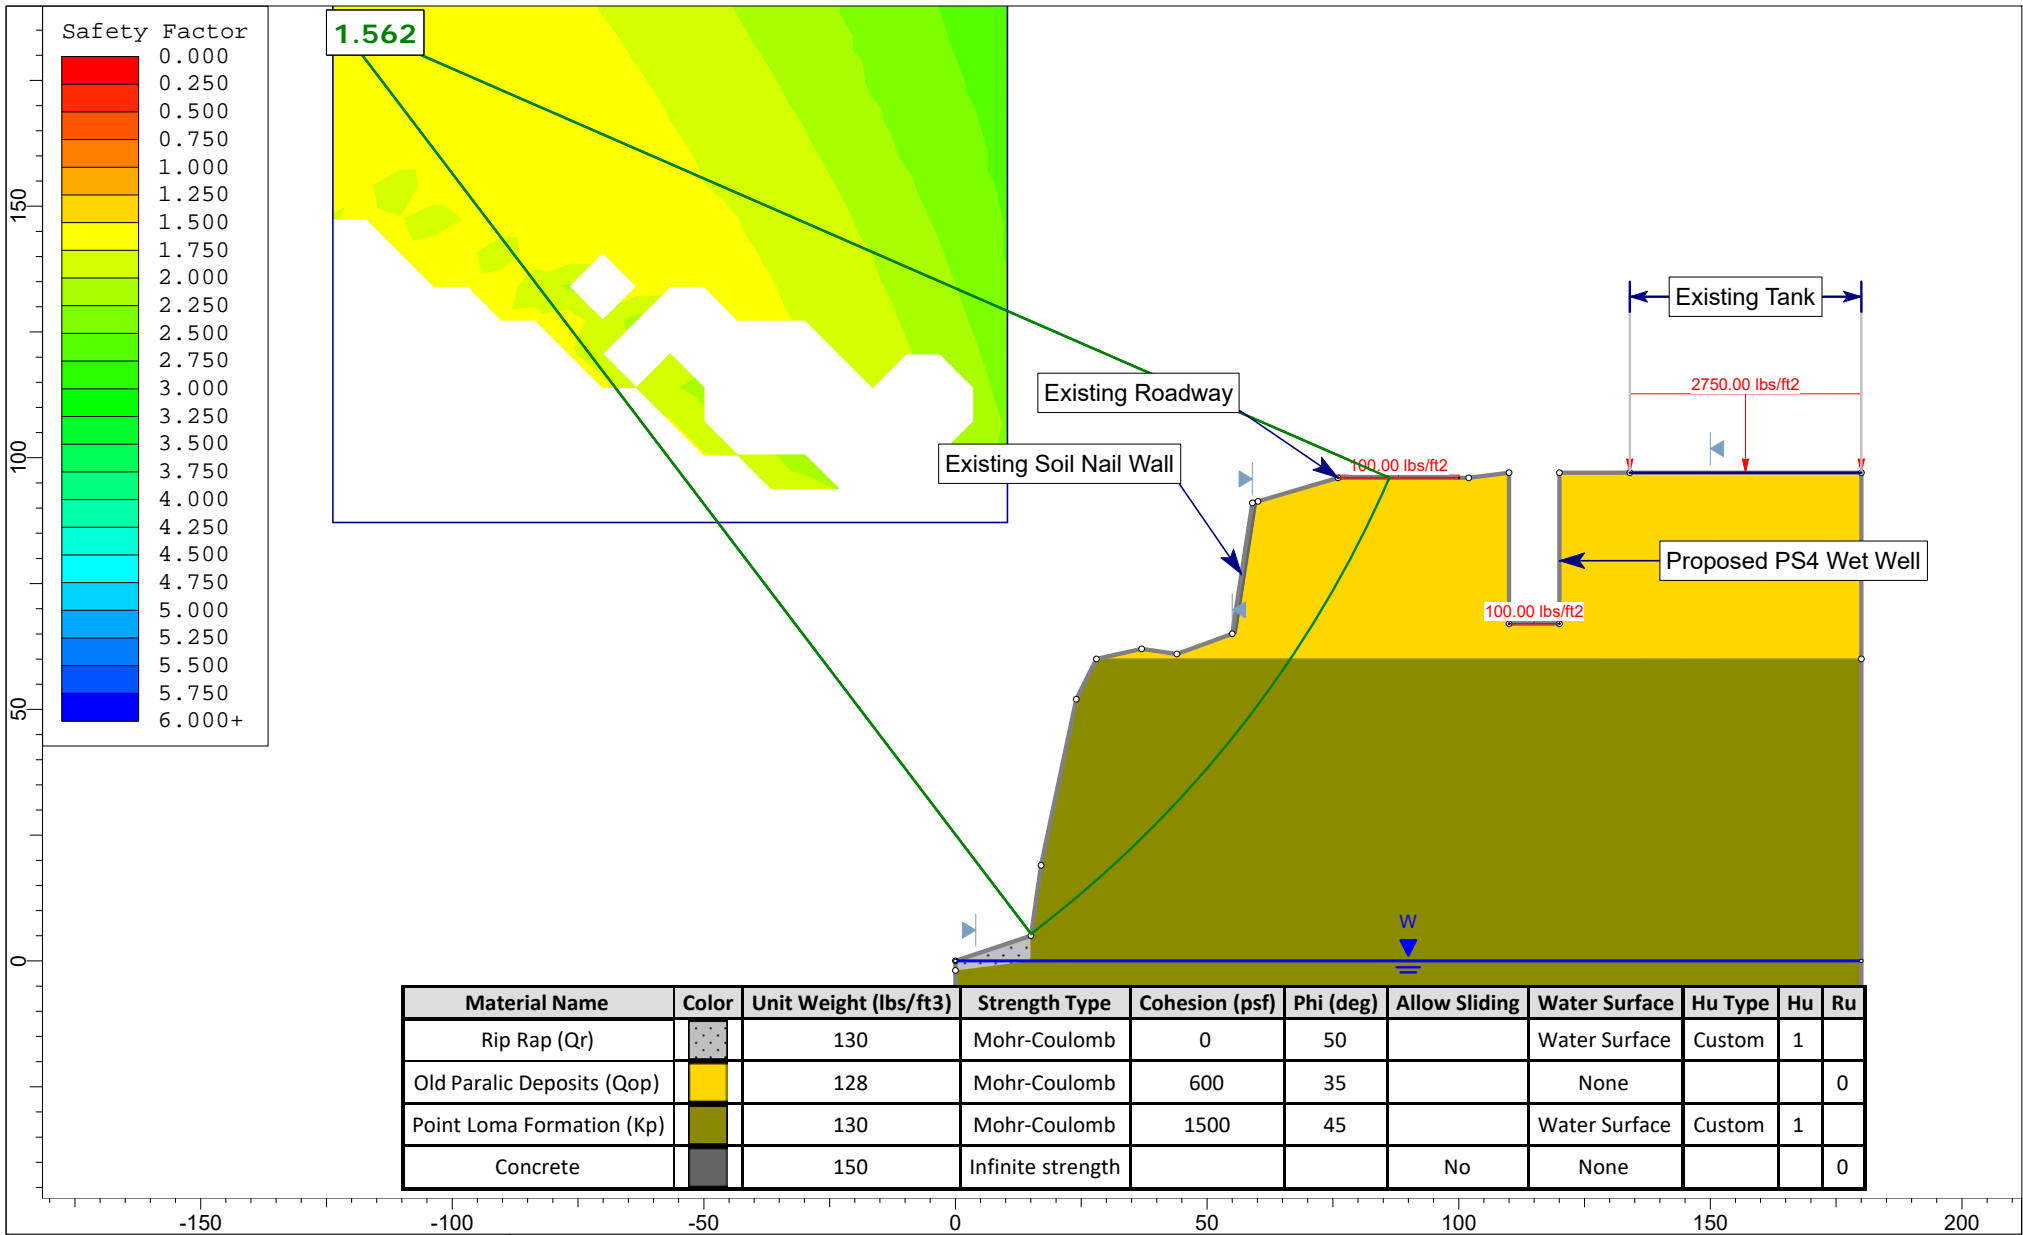 Safety Factor
0.000
0.250
0.500
0.750
1.000
1.250
1.500
1.750
2.000
2.250
2.500
2.750
3.000
3.250
3.500
3.750
4.000
4.250
4.500
4.750
5.000
5.250
5.500
5.750
6.000+
1.562
Existing Tank
2750.00 lbs/ft2
Existing Roadway
100.00 lbs/ft2
Existing Soil Nail Wall
Proposed PS4 Wet Well
100.00 lbs/ft2
W
150
100
50
0
Material Name Color Unit Weight (lbs/ft3) Strength Type Cohesion (psf) Phi (deg) Allow Sliding Water Surface Hu Type Hu Ru
Rip Rap (Qr) 130 Mohr-Coulomb 0 50 Water Surface Custom 1
Old Paralic Deposits (Qop) 128 Mohr-Coulomb 600 35 None 0
Point Loma Formation (Kp) 130 Mohr-Coulomb 1500 45 Water Surface Custom 1
Concrete 150 Infinite strength No None 0
-150 -100 -50 0 50 100 150 200